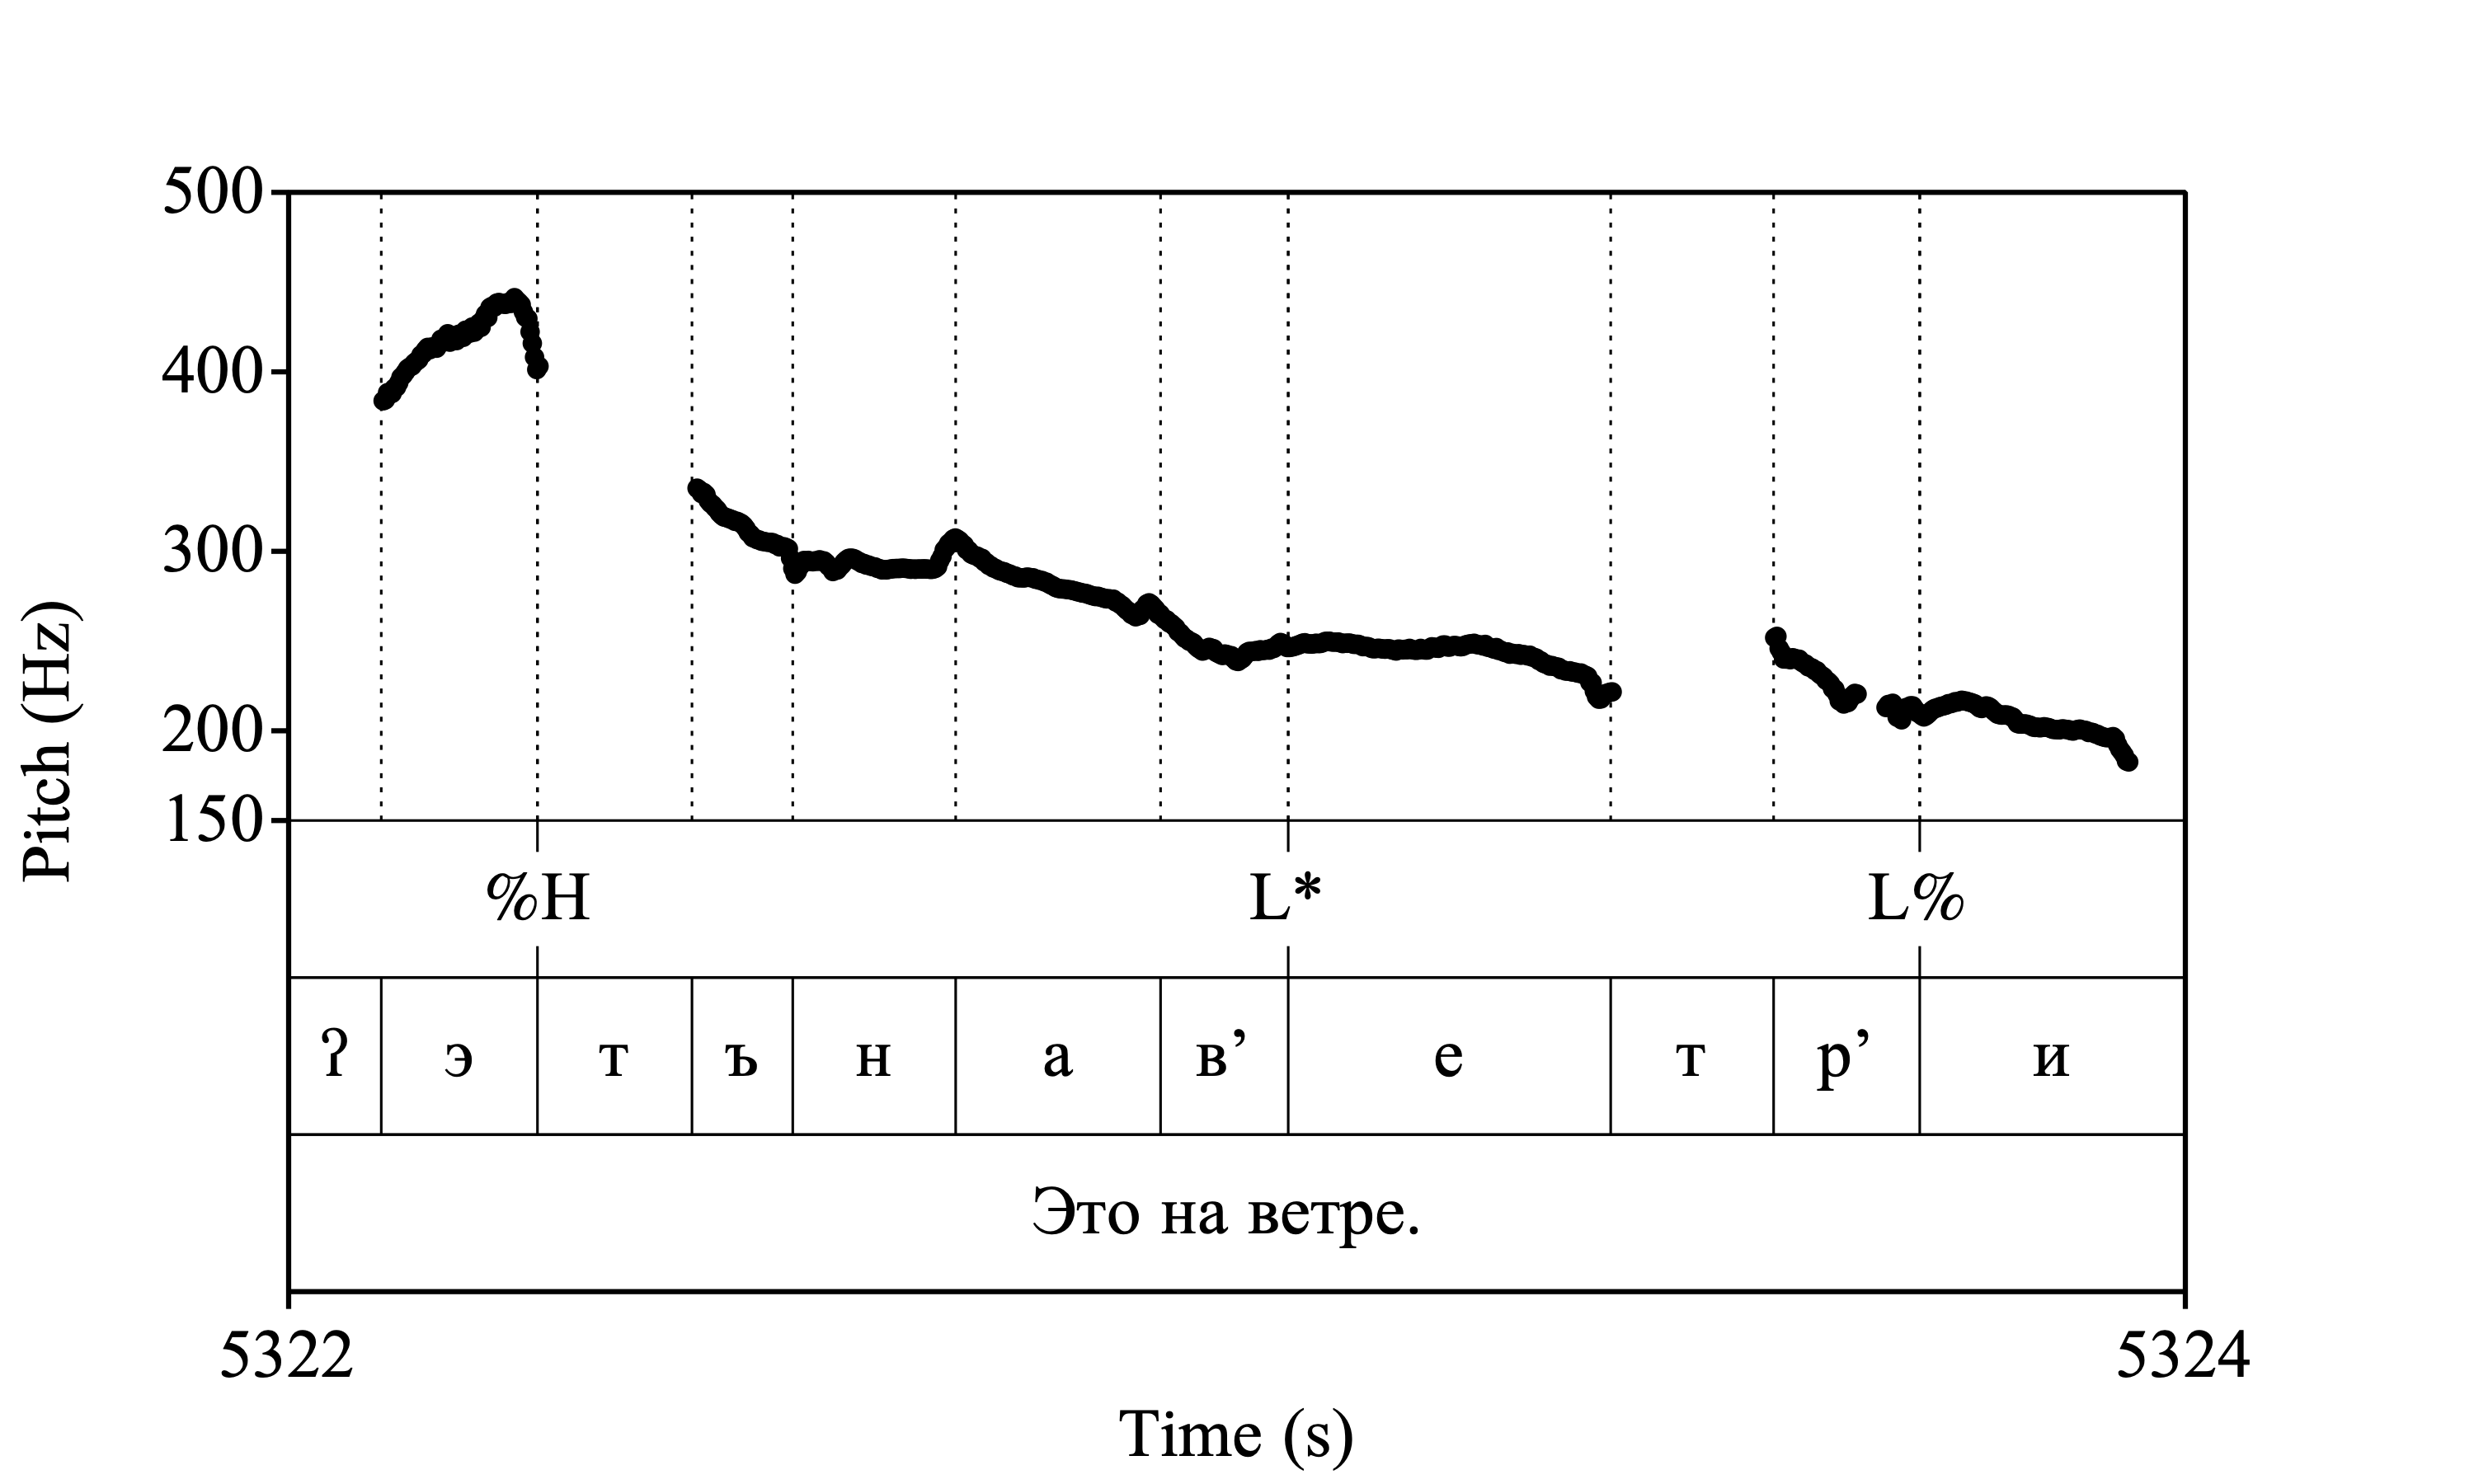 500
400
300
200
150
Pitch (Hz)
%H L* L%
ʔ э т ъ н а в’ е т р’ и
Это на ветре.
5322 5324
Time (s)